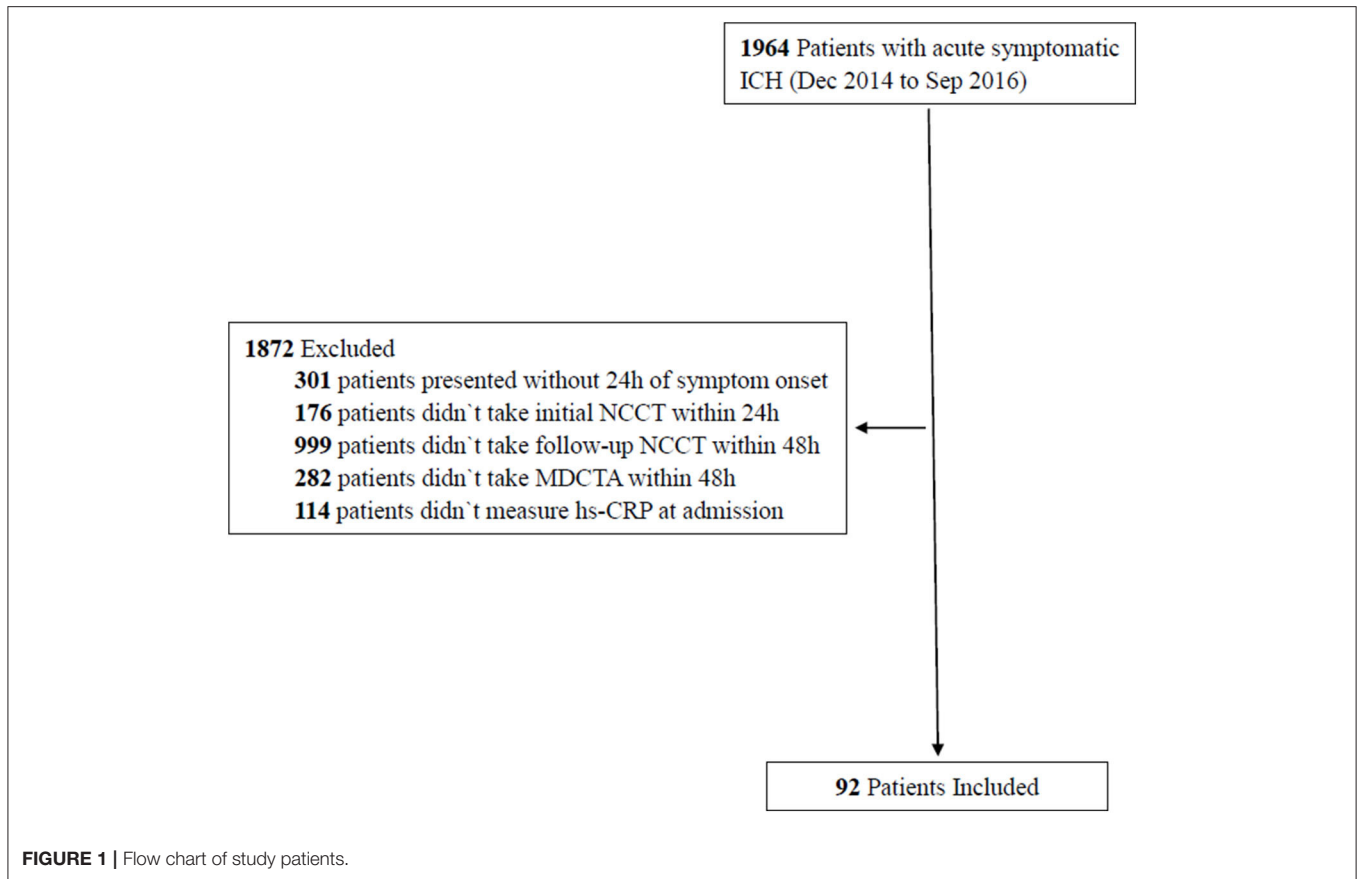 1964 Patients with acute symptomatic
ICH (Dec 2014 to Sep 2016)
1872 Excluded
301 patients presented without 24h of symptom onset
176 patients didn`t take initial NCCT within 24h
999 patients didn`t take follow-up NCCT within 48h
282 patients didn`t take MDCTA within 48h
114 patients didn`t measure hs-CRP at admission
92 Patients Included
FIGURE 1 | Flow chart of study patients.